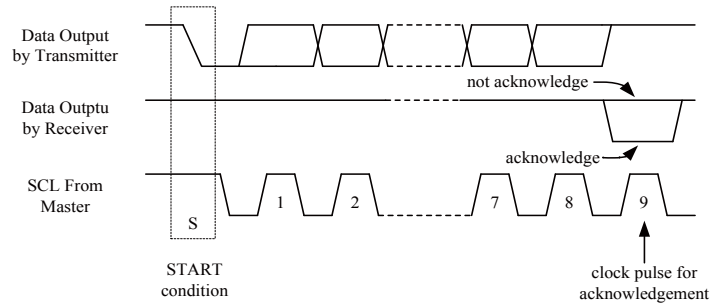 Data Output
by Transmitter
not acknowledge
Data Outptu
by Receiver
acknowledge
SCL From
Master
S
1
2
7
8
9
START
condition
clock pulse for
acknowledgement